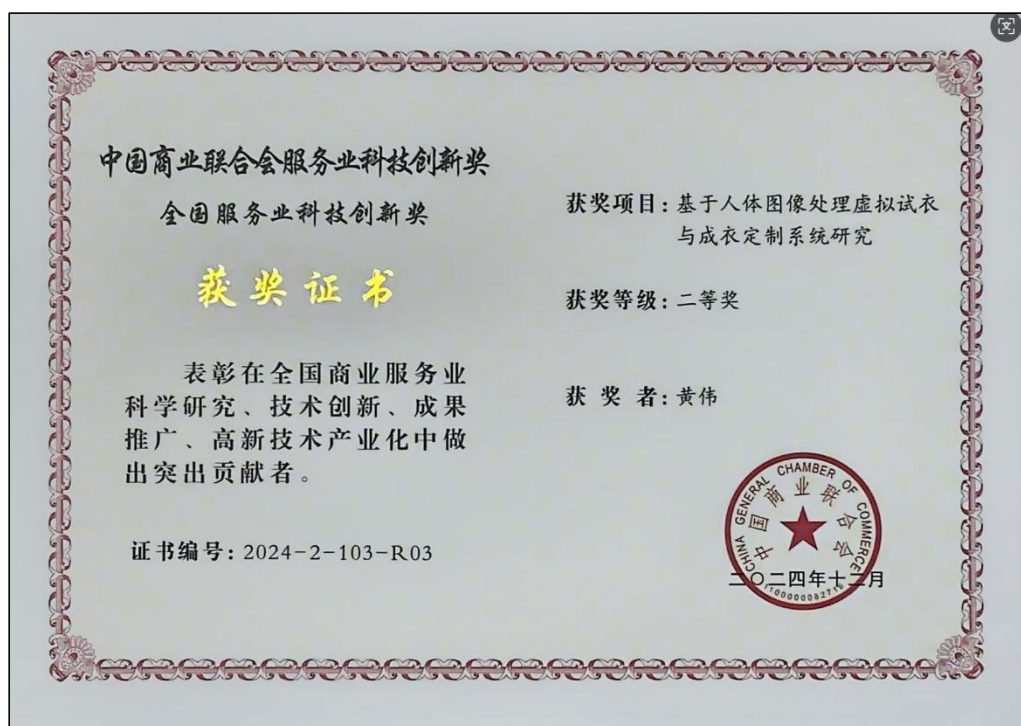 中国商业联合会服务业科技创新奖
全国服务业科技创新奖
获奖证书
表彰在全国商业服务业
科学研究、技术创新、成果
推广、高新技术产业化中做
出突出贡献者。
证书编号：2024-2-103-R03
获奖项目：基于人体图像处理虚拟试衣
与成衣定制系统研究
获奖等级：二等奖
获 奖 者：黄伟
CHINA GENERAL CHAMBER OF COMMERCE
中国商业联合会
二〇二四年十二月